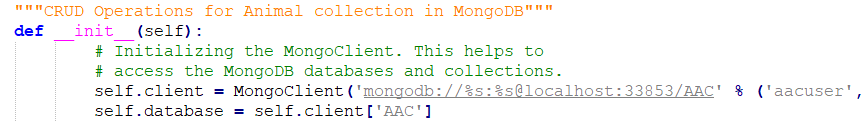 """CRUD Operations for Animal collection in MongoDB"""
def __init__(self):
# Initializing the MongoClient. This helps to
# access the MongoDB databases and collections.
self.client = MongoClient('mongodb://%s:%s@localhost:33853/AAC' % ('aacuser',
self.database = self.client['AAC']